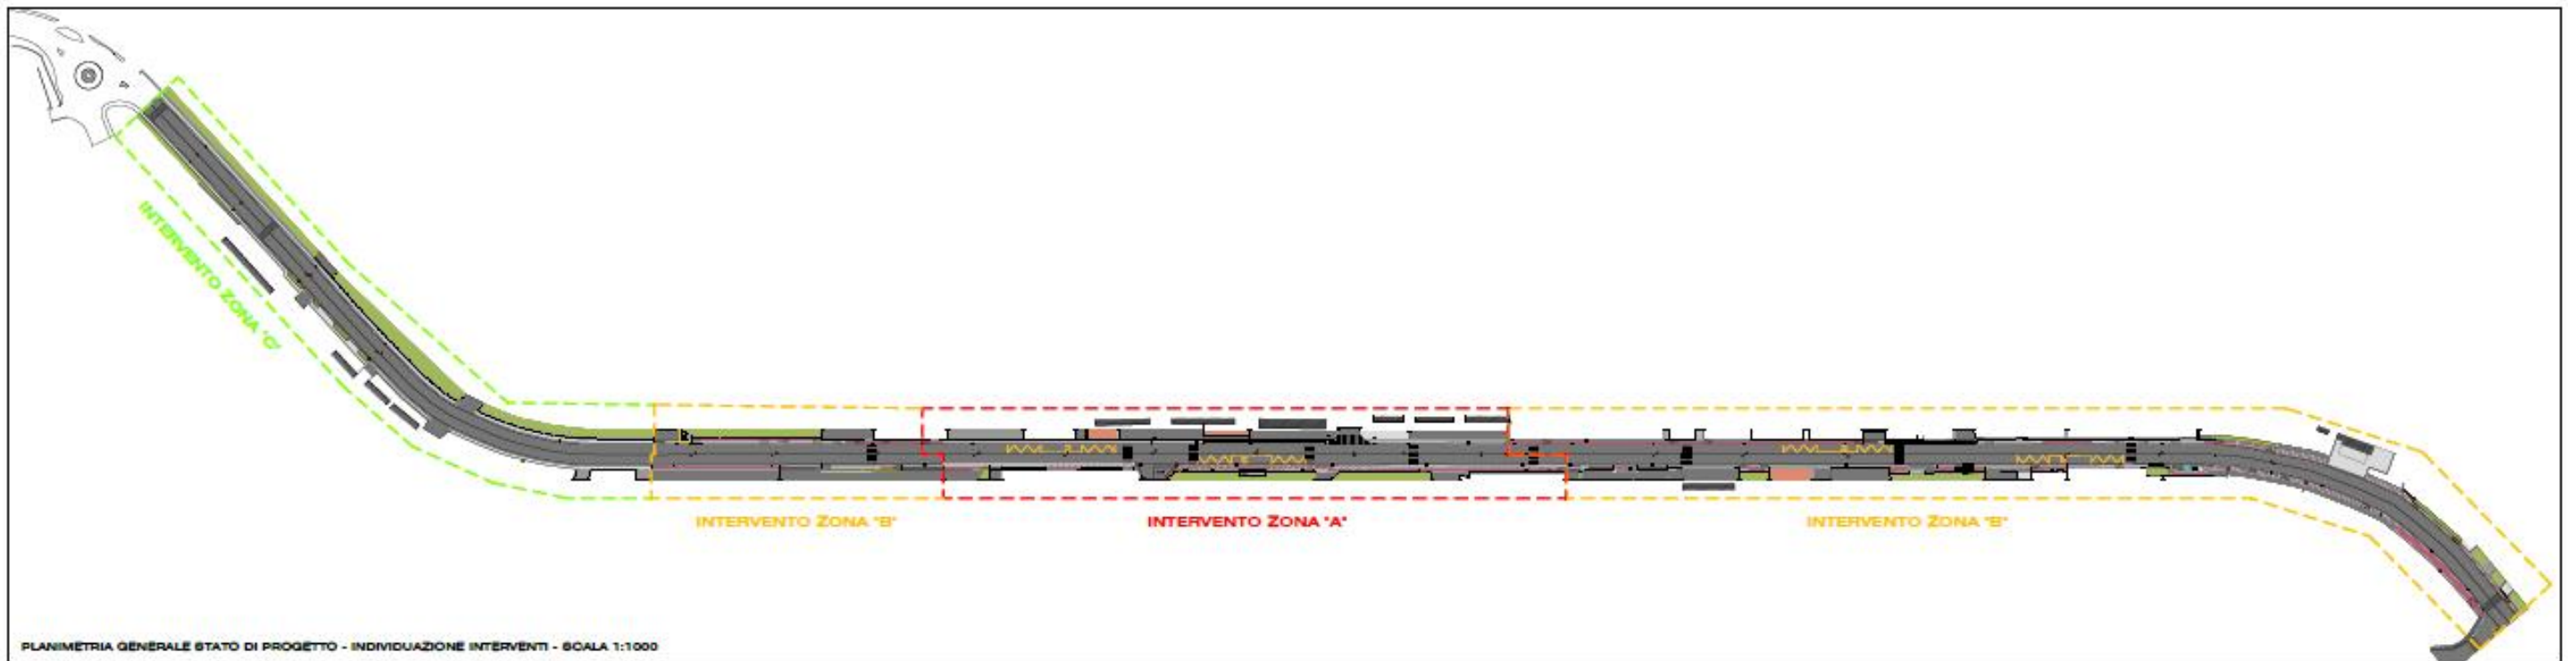 INTERVENTO ZONA "C"
INTERVENTO ZONA "B"
INTERVENTO ZONA "A"
INTERVENTO ZONA "B"
PLANIMETRIA GENERALE STATO DI PROGETTO - INDIVIDUAZIONE INTERVENTI - SCALA 1:1000